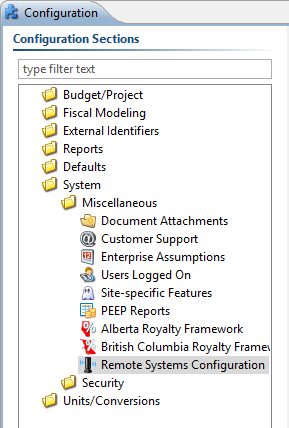 Configuration
Configuration Sections
type filter text
Budget/Project
Fiscal Modeling
External Identifiers
Reports
Defaults
System
Miscellaneous
Document Attachments
Customer Support
Enterprise Assumptions
Users Logged On
Site-specific Features
PEEP Reports
Alberta Royalty Framework
British Columbia Royalty Framew
Remote Systems Configuration
Security
Units/Conversions